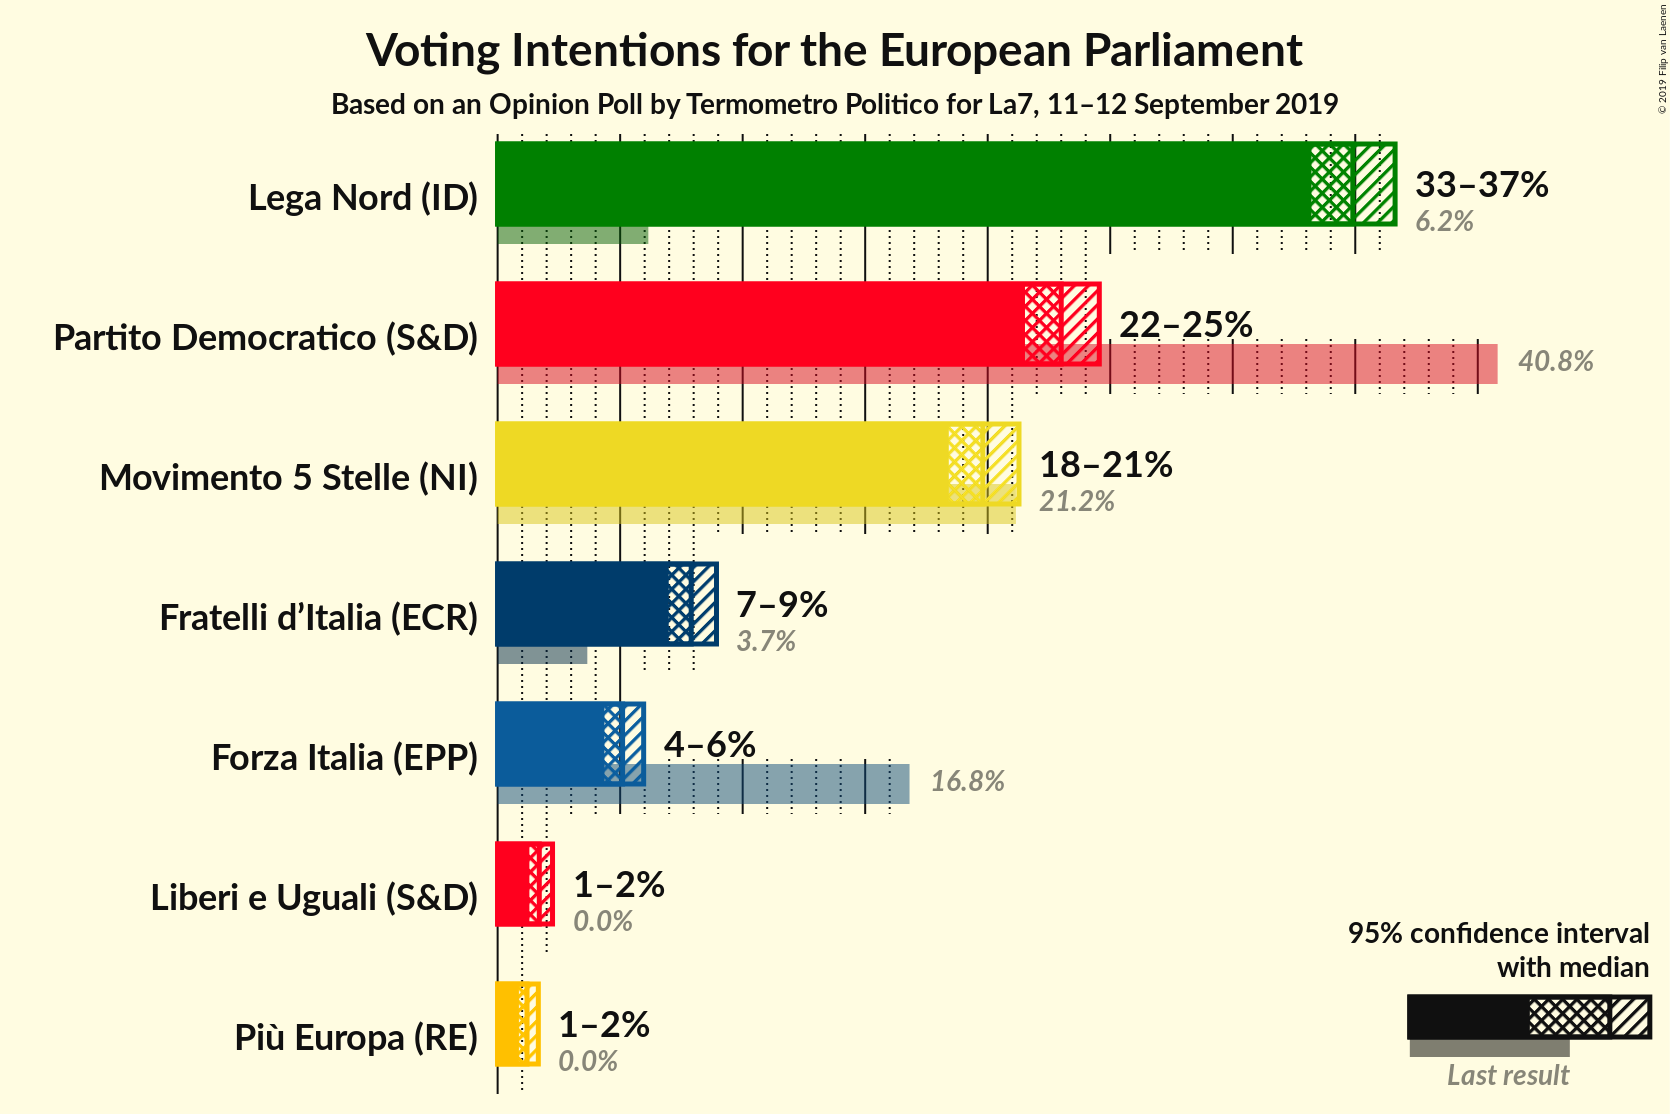 Voting Intentions for the European Parliament
Based on an Opinion Poll by Termometro Politico for La7, 11–12 September 2019
© 2019 Filip van Laenen
Lega Nord (ID)
33–37%
6.2%
Partito Democratico (S&D)
22–25%
40.8%
Movimento 5 Stelle (NI)
18–21%
21.2%
Fratelli d’Italia (ECR)
7–9%
3.7%
Forza Italia (EPP)
4–6%
16.8%
Liberi e Uguali (S&D)
1–2%
0.0%
Più Europa (RE)
1–2%
0.0%
95% confidence interval
with median
Last result